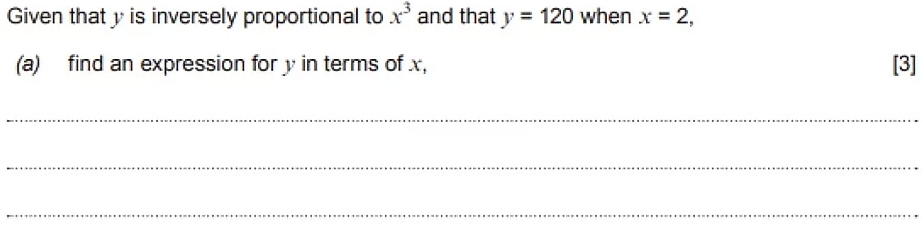 Given that y is inversely proportional to x³ and that y = 120 when x = 2,
(a) find an expression for y in terms of x, [3]